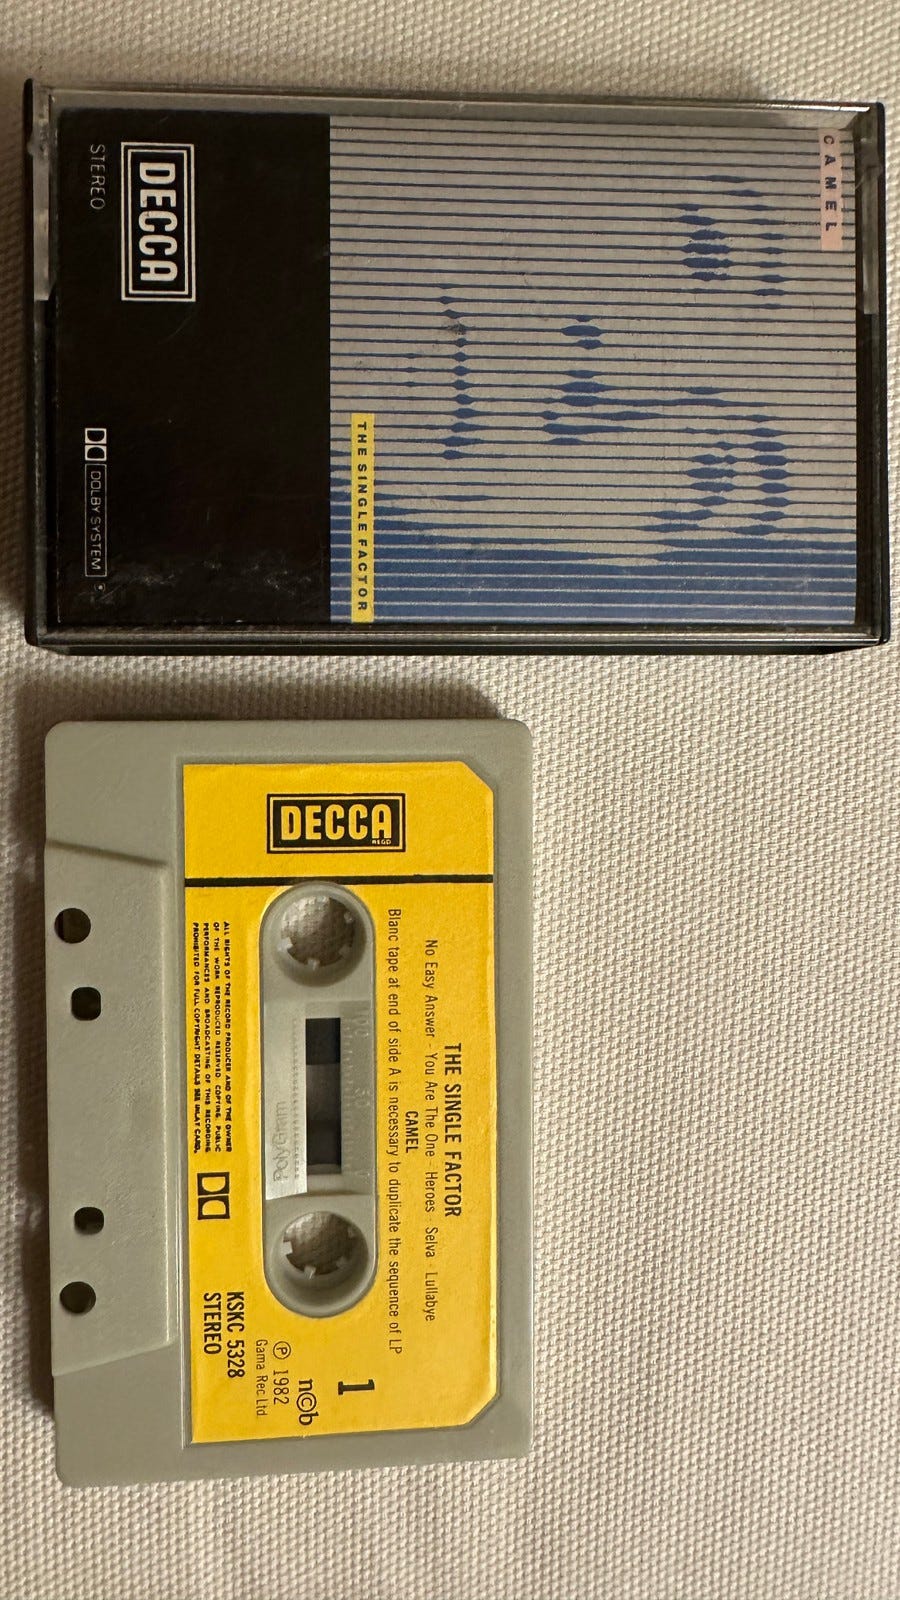 CAMEL
THE SINGLE FACTOR
DECCA
STEREO
DOLBY SYSTEM
DECCA
REGD
THE SINGLE FACTOR
No Easy Answer - You Are The One - Heroes - Selva - Lullabye
CAMEL
Blanc tape at end of side A is necessary to duplicate the sequence of LP
1
n©b
℗ 1982
Gama Rec. Ltd.
PolyGram
ALL RIGHTS OF THE RECORD PRODUCER AND OF THE OWNER
OF THE WORK REPRODUCED RESERVED. COPYING, PUBLIC
PERFORMANCES AND BROADCASTING OF THIS RECORDING
PROHIBITED. FOR FULL COPYRIGHT DETAILS SEE INLAY CARD.
KSKC 5328
STEREO